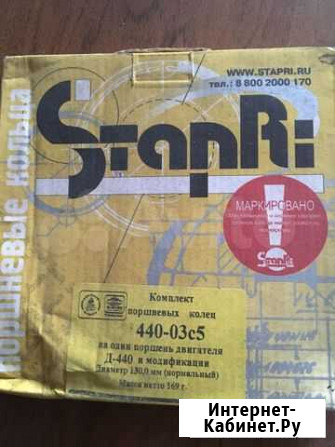 WWW.STAPRI.RU
тел.: 8 800 2000 170
StapRi
поршневые кольца
МАРКИРОВАНО
StapRi
Комплект
поршневых колец
440-03с5
на один поршень двигателя
Д-440 и модификации
Диаметр 130,0 мм (нормальный)
Масса нетто 169 г.
Интернет-
Кабинет.Ру